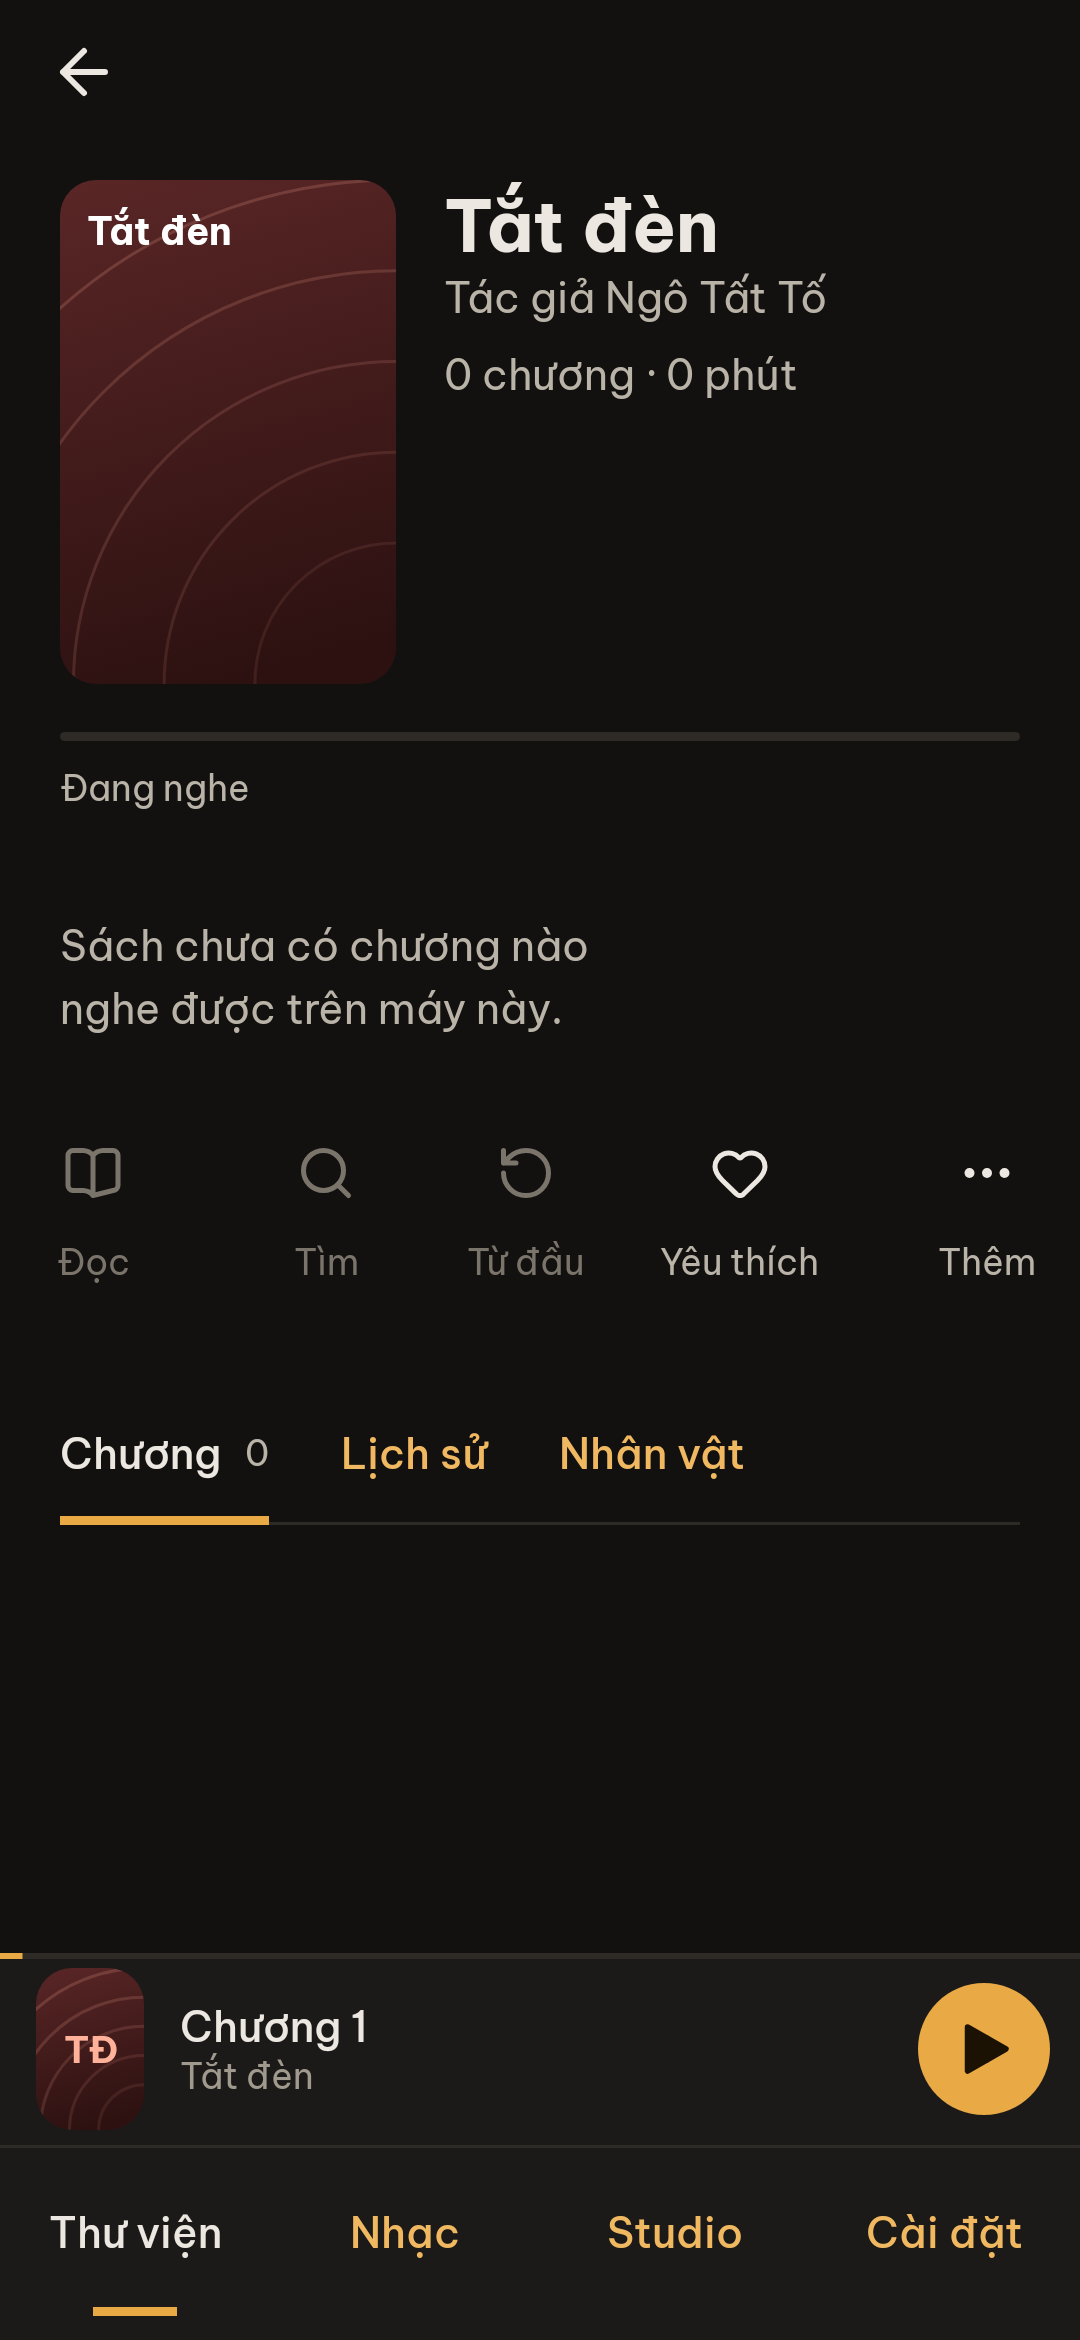 Tắt đèn
Tắt đèn
Tác giả Ngô Tất Tố
0 chương · 0 phút
Đang nghe
Sách chưa có chương nào
nghe được trên máy này.
Đọc
Tìm
Từ đầu
Yêu thích
Thêm
Chương 0
Lịch sử
Nhân vật
TĐ
Chương 1
Tắt đèn
Thư viện
Nhạc
Studio
Cài đặt